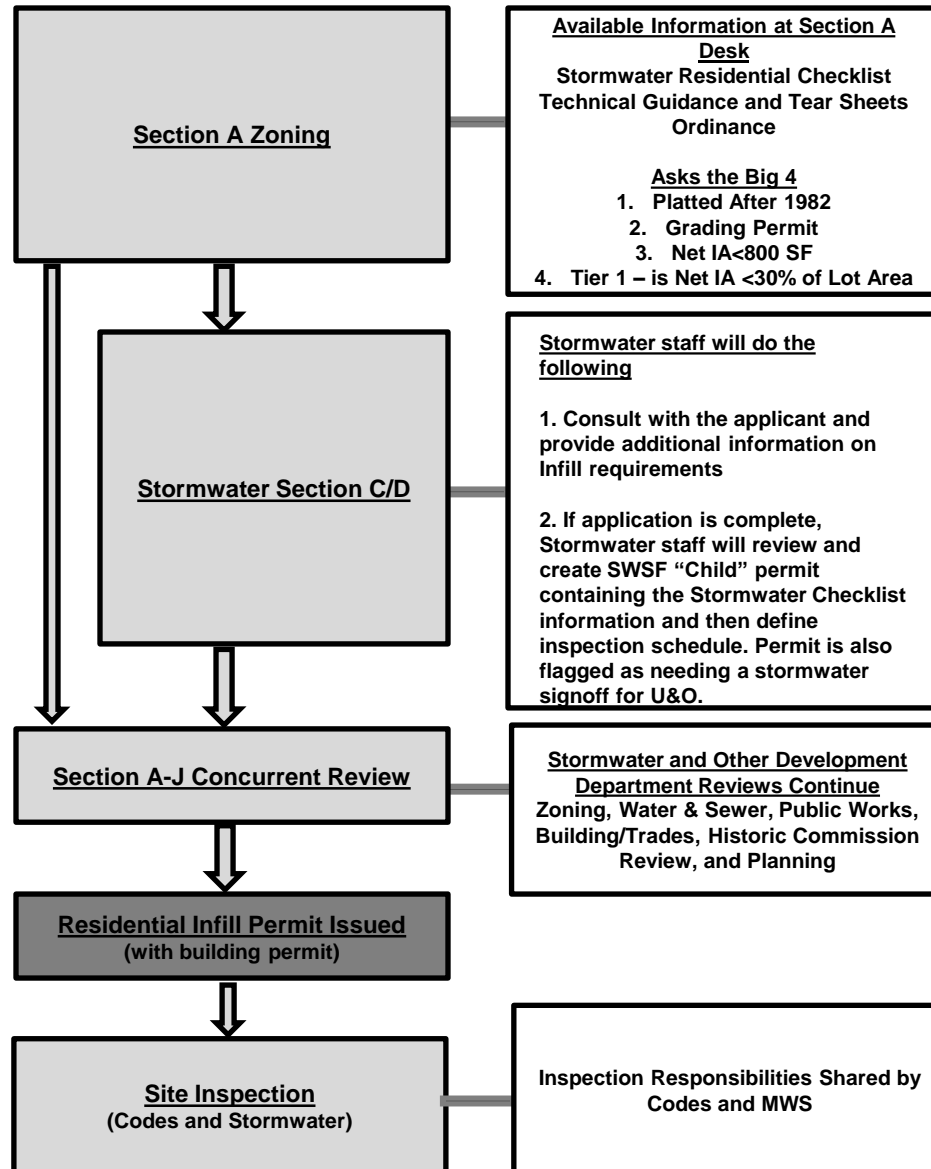 Section A Zoning
Available Information at Section A
Desk
Stormwater Residential Checklist
Technical Guidance and Tear Sheets
Ordinance
Asks the Big 4
1. Platted After 1982
2. Grading Permit
3. Net IA<800 SF
4. Tier 1 – is Net IA <30% of Lot Area
Stormwater Section C/D
Stormwater staff will do the
following
1. Consult with the applicant and
provide additional information on
Infill requirements
2. If application is complete,
Stormwater staff will review and
create SWSF “Child” permit
containing the Stormwater Checklist
information and then define
inspection schedule. Permit is also
flagged as needing a stormwater
signoff for U&O.
Section A-J Concurrent Review
Stormwater and Other Development
Department Reviews Continue
Zoning, Water & Sewer, Public Works,
Building/Trades, Historic Commission
Review, and Planning
Residential Infill Permit Issued
(with building permit)
Site Inspection
(Codes and Stormwater)
Inspection Responsibilities Shared by
Codes and MWS